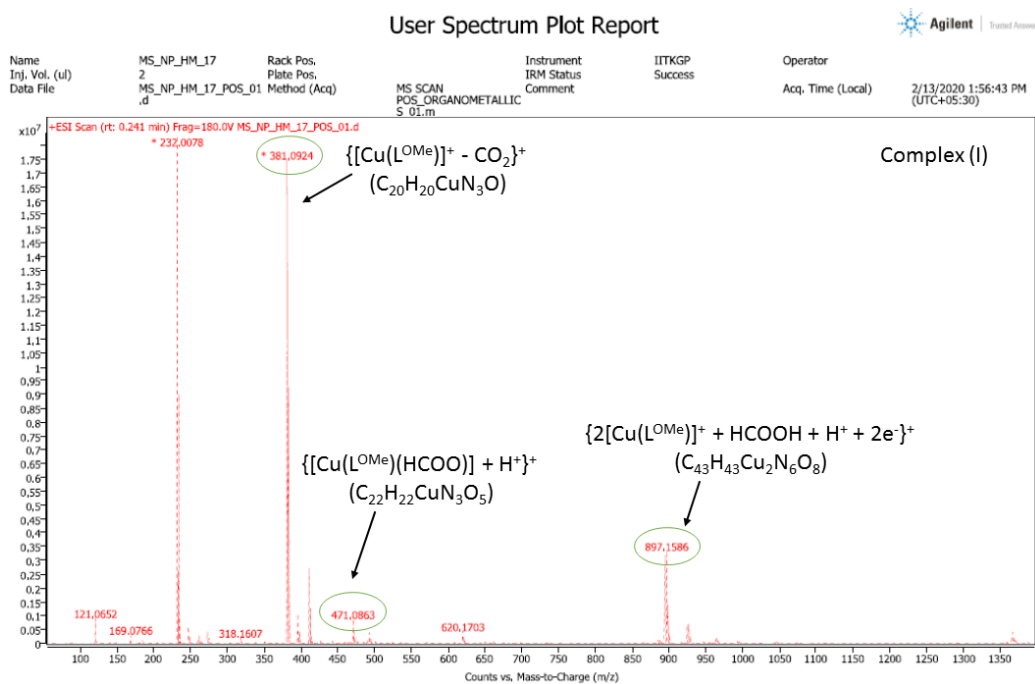 User Spectrum Plot Report
Agilent Trusted Answe
Name MS_NP_HM_17 Rack Pos. Instrument IITKGP Operator
Inj. Vol. (ul) 2 Plate Pos. IRM Status Success
Data File MS_NP_HM_17_POS_01 Method (Acq) MS SCAN Comment Acq. Time (Local) 2/13/2020 1:56:43 PM
.d POS_ORGANOMETALLIC (UTC+05:30)
S_01.m
x10⁷ +ESI Scan (rt: 0.241 min) Frag=180.0V MS_NP_HM_17_POS_01.d
* 232.0078
* 381.0924
{[Cu(Lᴼᴹᵉ)]⁺ - CO₂}⁺
(C₂₀H₂₀CuN₃O)
Complex (I)
1.75
1.7
1.65
1.6
1.55
1.5
1.45
1.4
1.35
1.3
1.25
1.2
1.15
1.1
1.05
1
0.95
0.9
0.85
0.8
0.75
0.7
0.65
0.6
0.55
0.5
0.45
0.4
0.35
0.3
0.25
0.2
0.15
0.1
0.05
0
{2[Cu(Lᴼᴹᵉ)]⁺ + HCOOH + H⁺ + 2e⁻}⁺
(C₄₃H₄₃Cu₂N₆O₈)
{[Cu(Lᴼᴹᵉ)(HCOO)] + H⁺}⁺
(C₂₂H₂₂CuN₃O₅)
897.1586
121.0652
471.0863
169.0766
318.1607
620.1703
100 150 200 250 300 350 400 450 500 550 600 650 700 750 800 850 900 950 1000 1050 1100 1150 1200 1250 1300 1350
Counts vs. Mass-to-Charge (m/z)